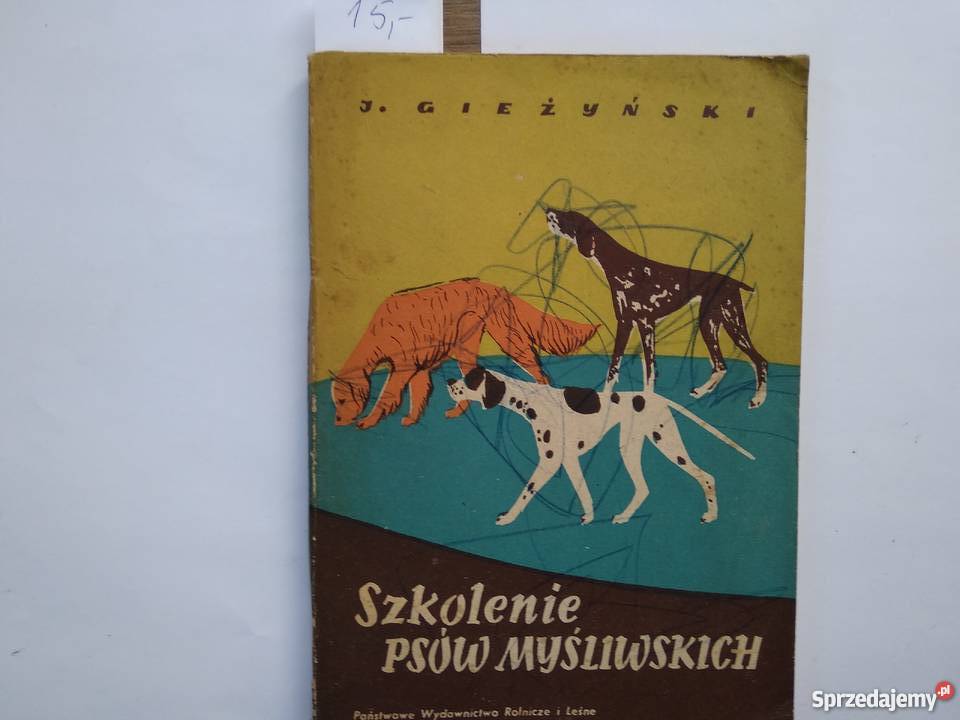 15,-
J. GIEŻYŃSKI
Szkolenie
PSÓW MYŚLIWSKICH
Państwowe Wydawnictwo Rolnicze i Leśne
Sprzedajemy.pl